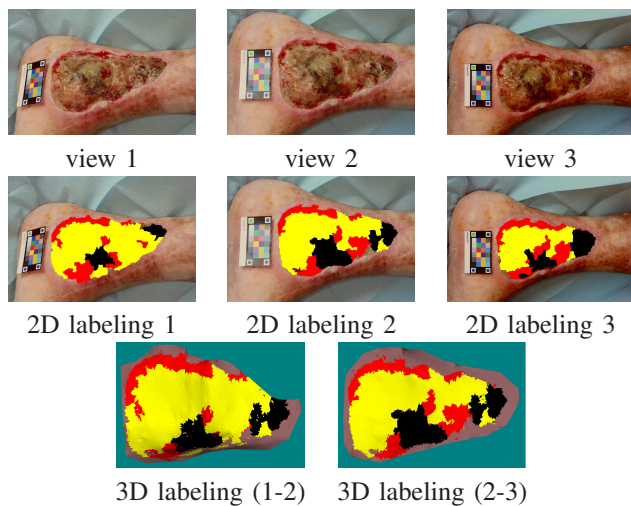 view 1
view 2
view 3
2D labeling 1
2D labeling 2
2D labeling 3
3D labeling (1-2)
3D labeling (2-3)